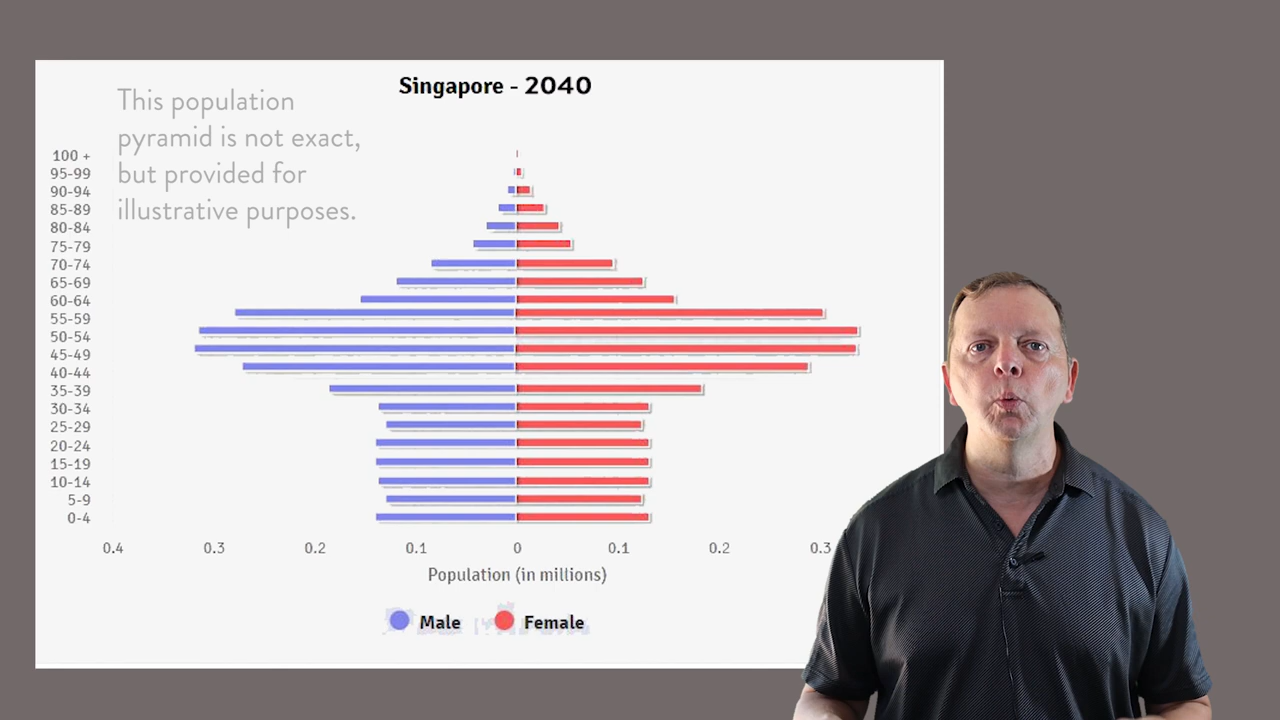 Singapore - 2040
This population
pyramid is not exact,
but provided for
illustrative purposes.
100 +
95-99
90-94
85-89
80-84
75-79
70-74
65-69
60-64
55-59
50-54
45-49
40-44
35-39
30-34
25-29
20-24
15-19
10-14
5-9
0-4
0.4 0.3 0.2 0.1 0 0.1 0.2 0.3
Population (in millions)
Male Female